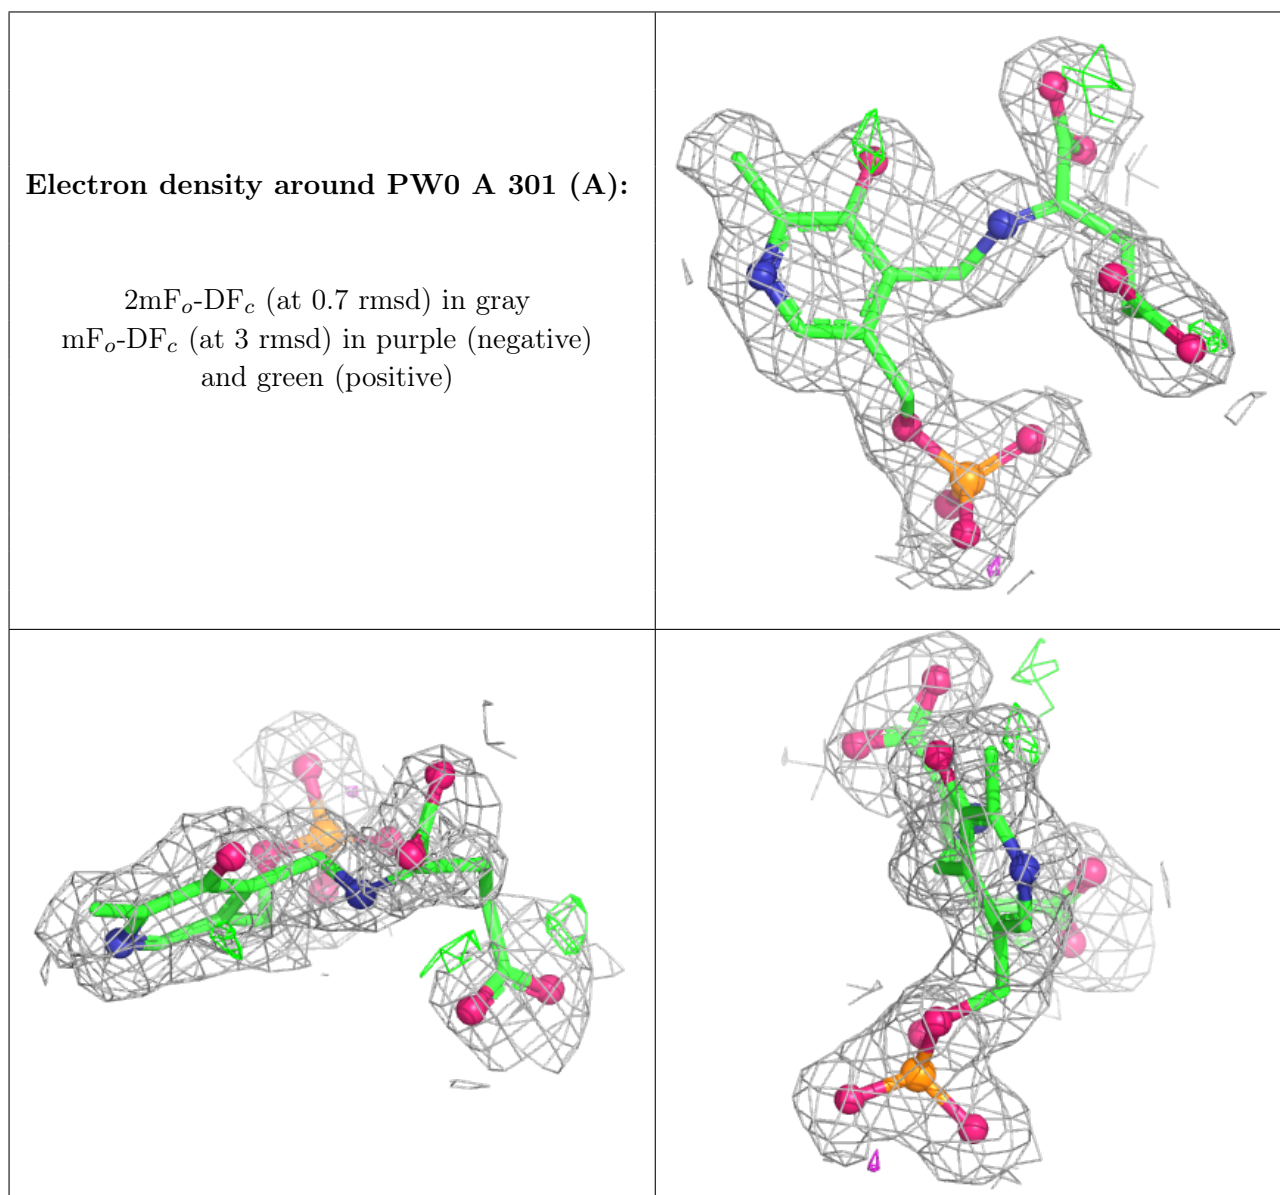 Electron density around PW0 A 301 (A):
2mFₒ-DF𝒸 (at 0.7 rmsd) in gray
mFₒ-DF𝒸 (at 3 rmsd) in purple (negative)
and green (positive)